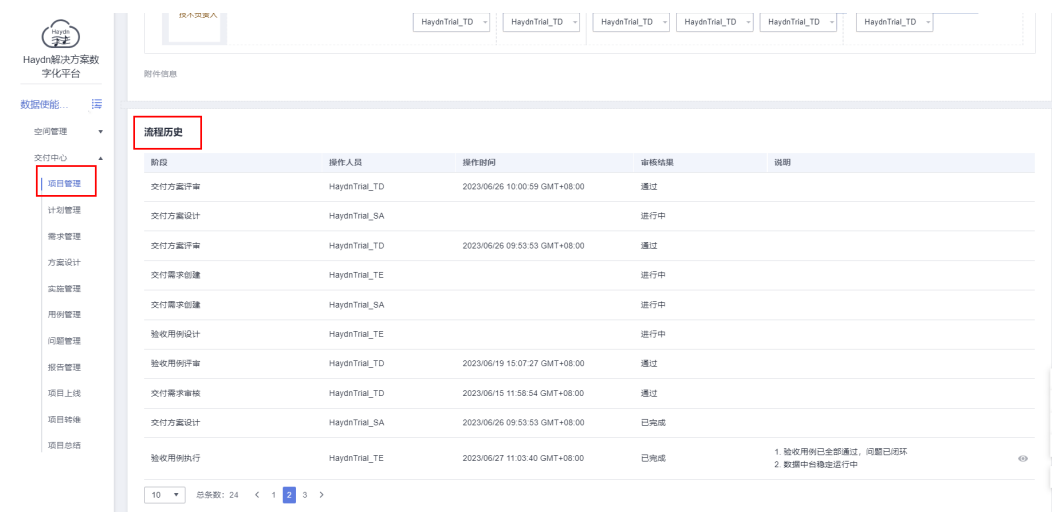 技术负责人
HaydnTrial_TD HaydnTrial_TD HaydnTrial_TD HaydnTrial_TD HaydnTrial_TD HaydnTrial_TD
附件信息
Haydn
Haydn解决方案数
字化平台
数据使能...
空间管理
交付中心
项目管理
计划管理
需求管理
方案设计
实施管理
用例管理
问题管理
报告管理
项目上线
项目转维
项目总结
流程历史
阶段 操作人员 操作时间 审核结果 说明
交付方案评审 HaydnTrial_TD 2023/06/26 10:00:59 GMT+08:00 通过
交付方案设计 HaydnTrial_SA 进行中
交付方案评审 HaydnTrial_TD 2023/06/26 09:53:53 GMT+08:00 通过
交付需求创建 HaydnTrial_TE 进行中
交付需求创建 HaydnTrial_SA 进行中
验收用例设计 HaydnTrial_TE 进行中
验收用例评审 HaydnTrial_TD 2023/06/19 15:07:27 GMT+08:00 通过
交付需求审核 HaydnTrial_TD 2023/06/15 11:58:54 GMT+08:00 通过
交付方案设计 HaydnTrial_SA 2023/06/26 09:53:53 GMT+08:00 已完成
验收用例执行 HaydnTrial_TE 2023/06/27 11:03:40 GMT+08:00 已完成 1. 验收用例已全部通过，问题已闭环
2. 数据中台稳定运行中
10 总条数：24 < 1 2 3 >